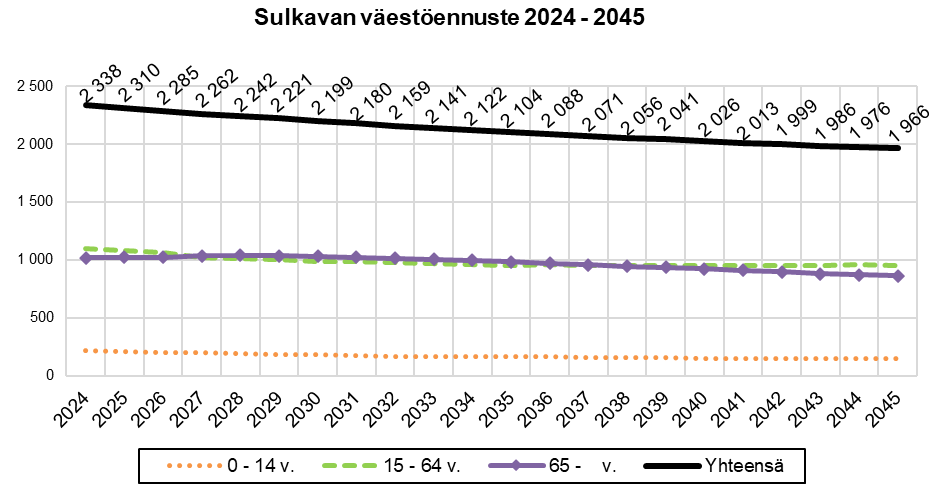 Sulkavan väestöennuste 2024 - 2045
2 338 2 310 2 285 2 262 2 242 2 221 2 199 2 180 2 159 2 141 2 122 2 104 2 088 2 071 2 056 2 041 2 026 2 013 1 999 1 986 1 976 1 966
2 500
2 000
1 500
1 000
500
0
2024 2025 2026 2027 2028 2029 2030 2031 2032 2033 2034 2035 2036 2037 2038 2039 2040 2041 2042 2043 2044 2045
0 - 14 v. 15 - 64 v. 65 - v. Yhteensä